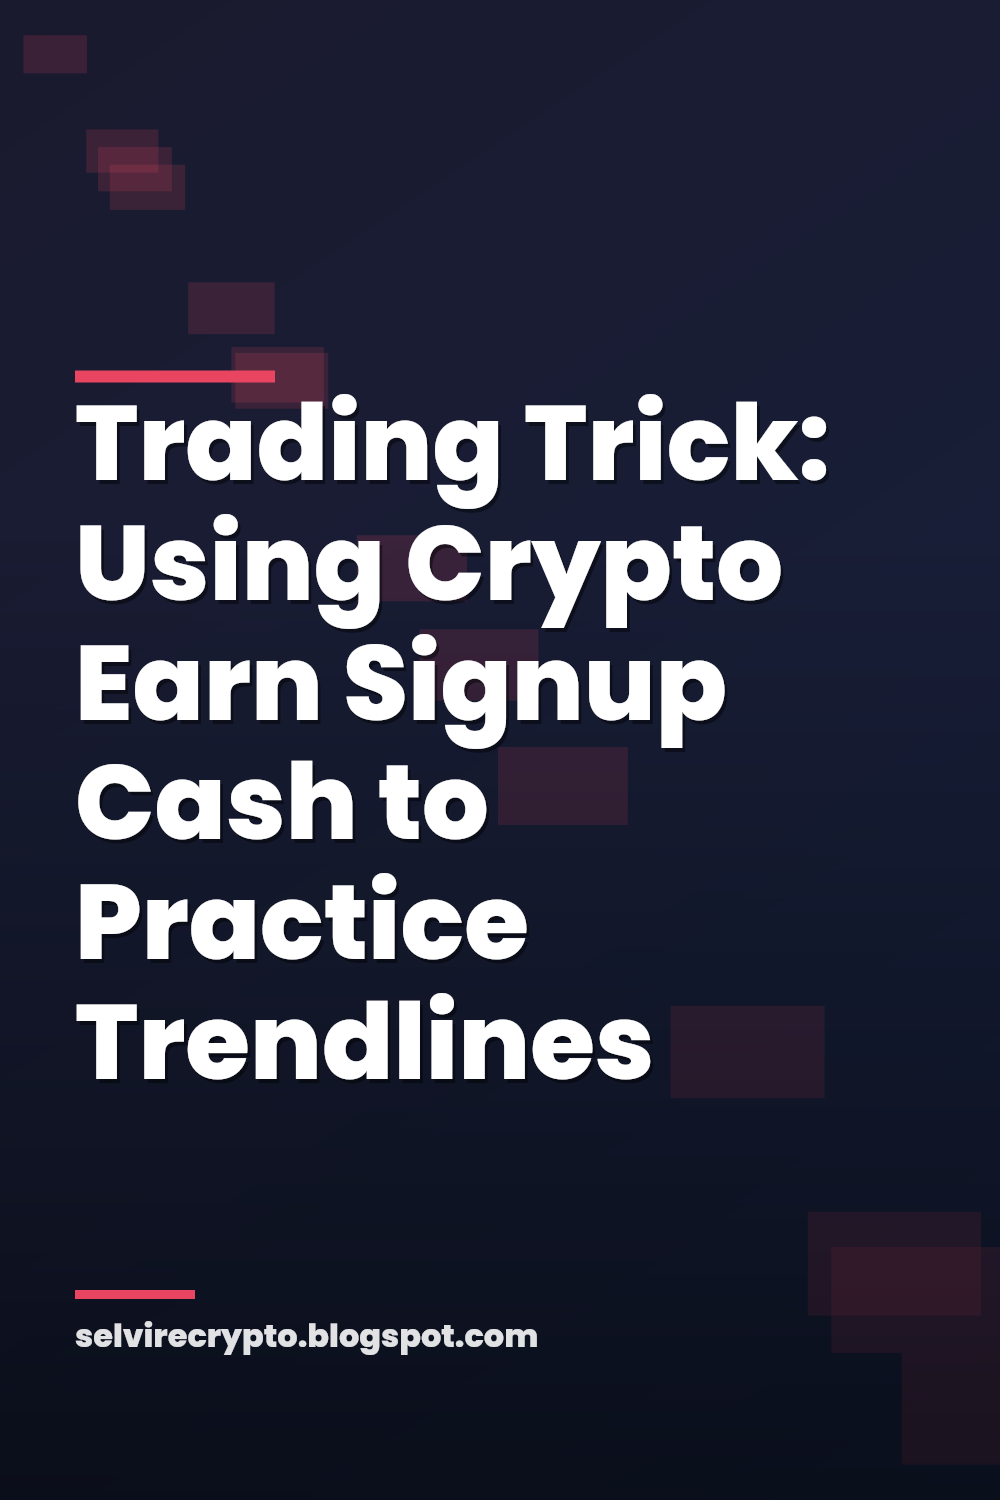 Trading Trick:
Using Crypto
Earn Signup
Cash to
Practice
Trendlines
selvirecrypto.blogspot.com